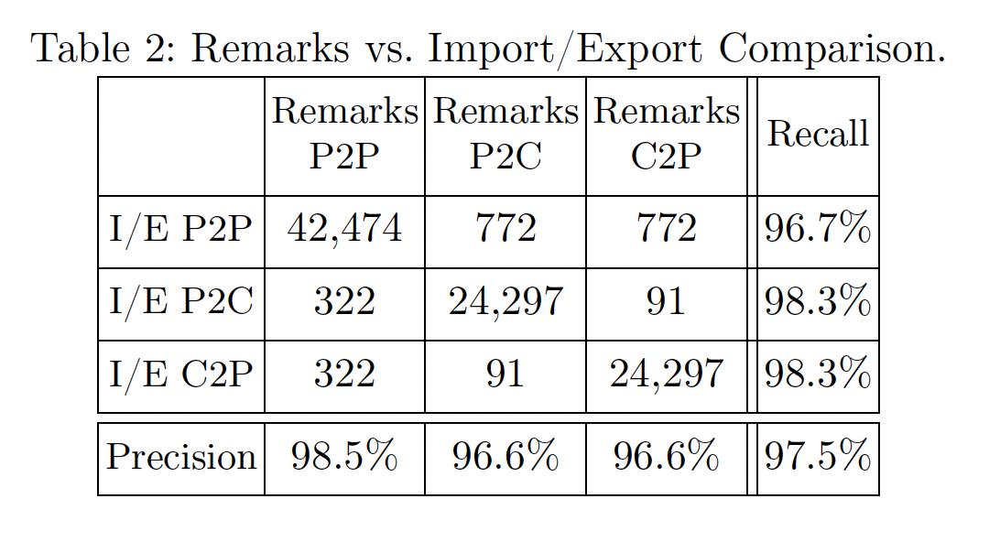 Table 2: Remarks vs. Import/Export Comparison.
Remarks P2P Remarks P2C Remarks C2P Recall
I/E P2P 42,474 772 772 96.7%
I/E P2C 322 24,297 91 98.3%
I/E C2P 322 91 24,297 98.3%
Precision 98.5% 96.6% 96.6% 97.5%